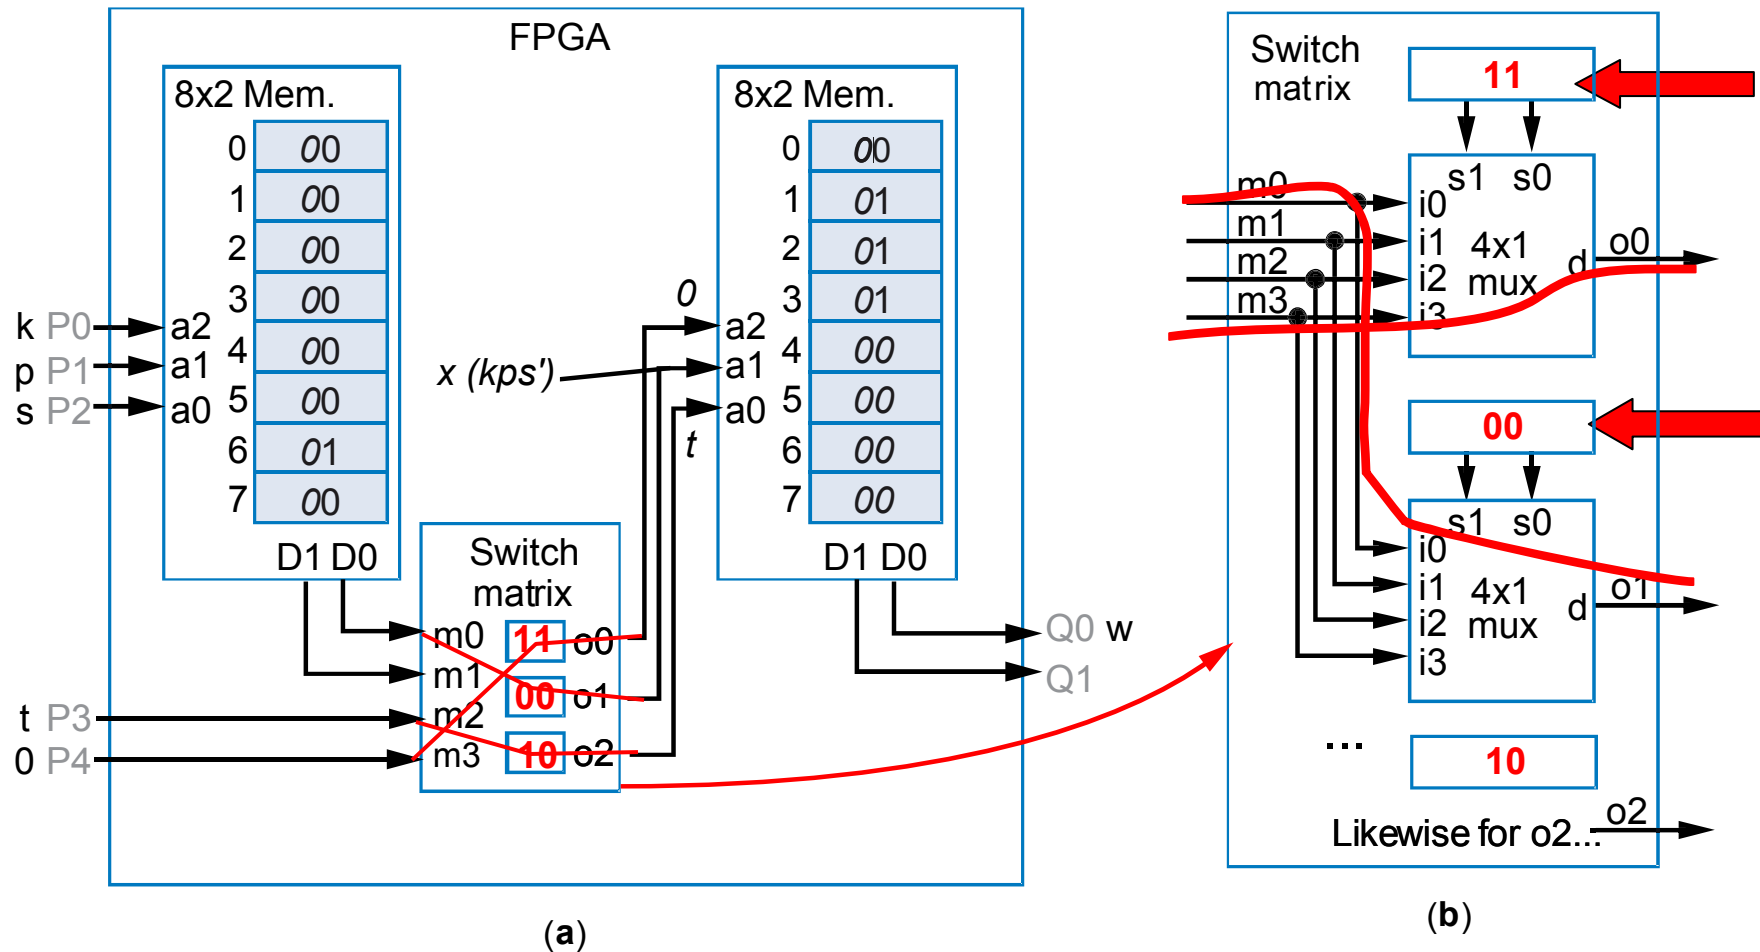 FPGA
8x2 Mem.
0 00
1 00
2 00
3 00
4 00
5 00
6 01
7 00
D1 D0
k P0 a2
p P1 a1
s P2 a0
t P3
0 P4
Switch
matrix
m0 11 o0
m1
00 o1
m2
m3 10 o2
8x2 Mem.
0 00
1 01
2 01
3 01
4 00
5 00
6 00
7 00
D1 D0
0
a2
x (kps') a1
a0
t
Q0 w
Q1
(a)
Switch
matrix
11
s1 s0
m0 i0
m1 i1
m2 i2
m3 i3
4x1
mux
d o0
00
s1 s0
i0
i1
i2
i3
4x1
mux
d o1
... 10
Likewise for o2... o2
(b)